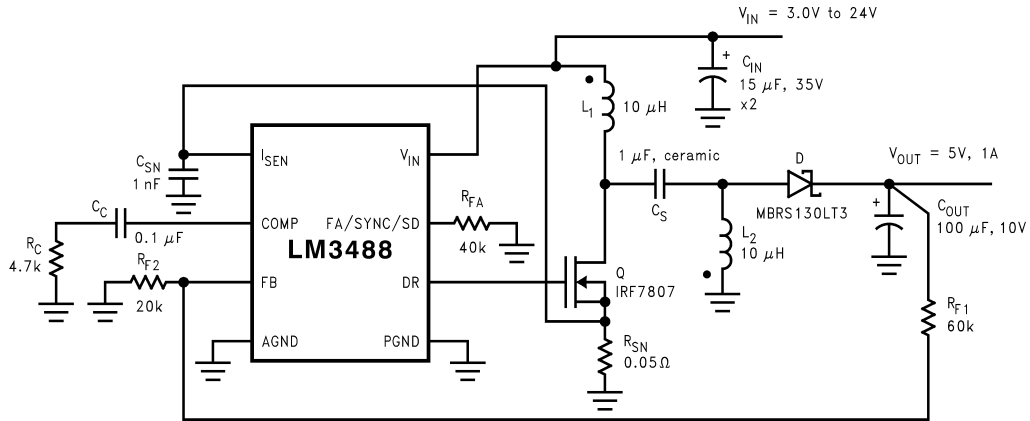 V_IN = 3.0V to 24V
+
C_IN
15 μF, 35V
x2
L_1
10 μH
C_SN
1 nF
I_SEN
V_IN
1 μF, ceramic
C_S
D
MBRS130LT3
V_OUT = 5V, 1A
+
C_OUT
100 μF, 10V
C_C
0.1 μF
R_C
4.7k
COMP
FA/SYNC/SD
R_FA
40k
LM3488
L_2
10 μH
R_F2
20k
FB
DR
Q
IRF7807
R_F1
60k
AGND
PGND
R_SN
0.05Ω